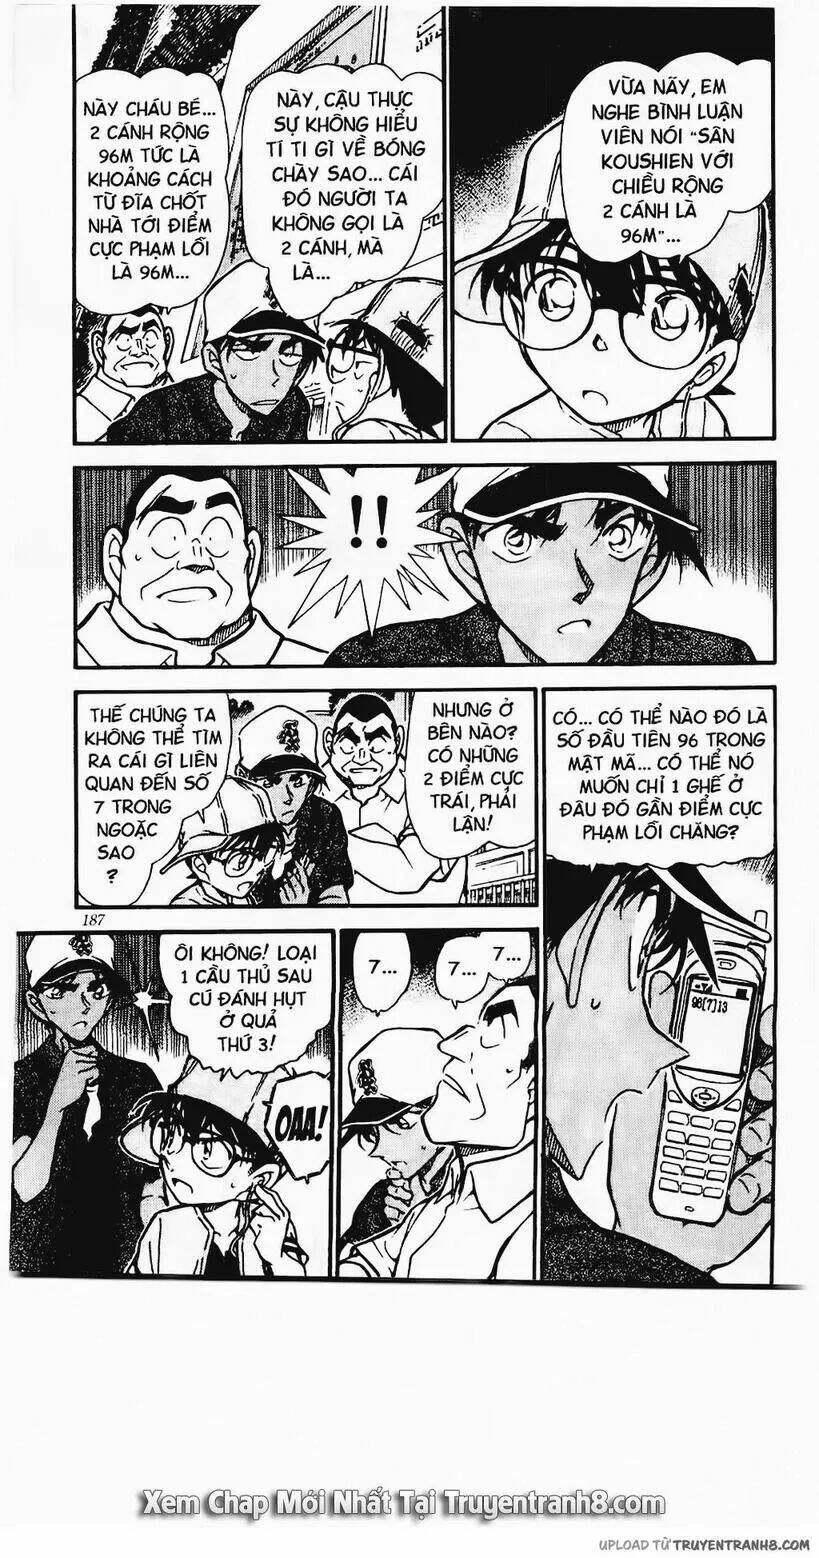 VỪA NÃY, EM
NGHE BÌNH LUẬN
VIÊN NÓI "SÂN
KOUSHIEN VỚI
CHIỀU RỘNG
2 CÁNH LÀ
96M"...
NÀY, CẬU THỰC
SỰ KHÔNG HIỂU
TÍ TI GÌ VỀ BÓNG
CHÀY SAO... CÁI
ĐÓ NGƯỜI TA
KHÔNG GỌI LÀ
2 CÁNH, MÀ
LÀ...
NÀY CHÁU BÉ...
2 CÁNH RỘNG
96M TỨC LÀ
KHOẢNG CÁCH
TỪ ĐĨA CHỐT
NHÀ TỚI ĐIỂM
CỰC PHẠM LỖI
LÀ 96M...
!!
CÓ... CÓ THỂ NÀO ĐÓ LÀ
SỐ ĐẦU TIÊN 96 TRONG
MẬT MÃ... CÓ THỂ NÓ
MUỐN CHỈ 1 GHẾ Ở
ĐÂU ĐÓ GẦN ĐIỂM CỰC
PHẠM LỖI CHĂNG?
96[7]13
NHƯNG Ở
BÊN NÀO?
CÓ NHỮNG
2 ĐIỂM CỰC
TRÁI, PHẢI
LẬN!
THẾ CHÚNG TA
KHÔNG THỂ TÌM
RA CÁI GÌ LIÊN
QUAN ĐẾN SỐ
7 TRONG
NGOẶC
SAO
?
187
7...
7...
7...
OAA!
ÔI KHÔNG! LOẠI
1 CẦU THỦ SAU
CÚ ĐÁNH HỤT
Ở QUẢ
THỨ 3!
Xem Chap Mới Nhất Tại Truyentranh8.com
UPLOAD TỪ TRUYENTRANH8.COM